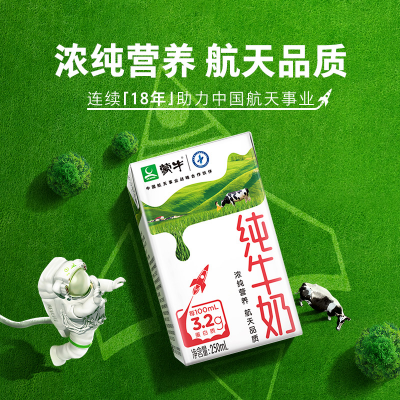 浓纯营养 航天品质
连续「18年」助力中国航天事业
蒙牛
中国航天事业战略合作伙伴
纯牛奶
浓纯营养 航天品质
每100mL
3.2g
蛋白质
净含量:250mL